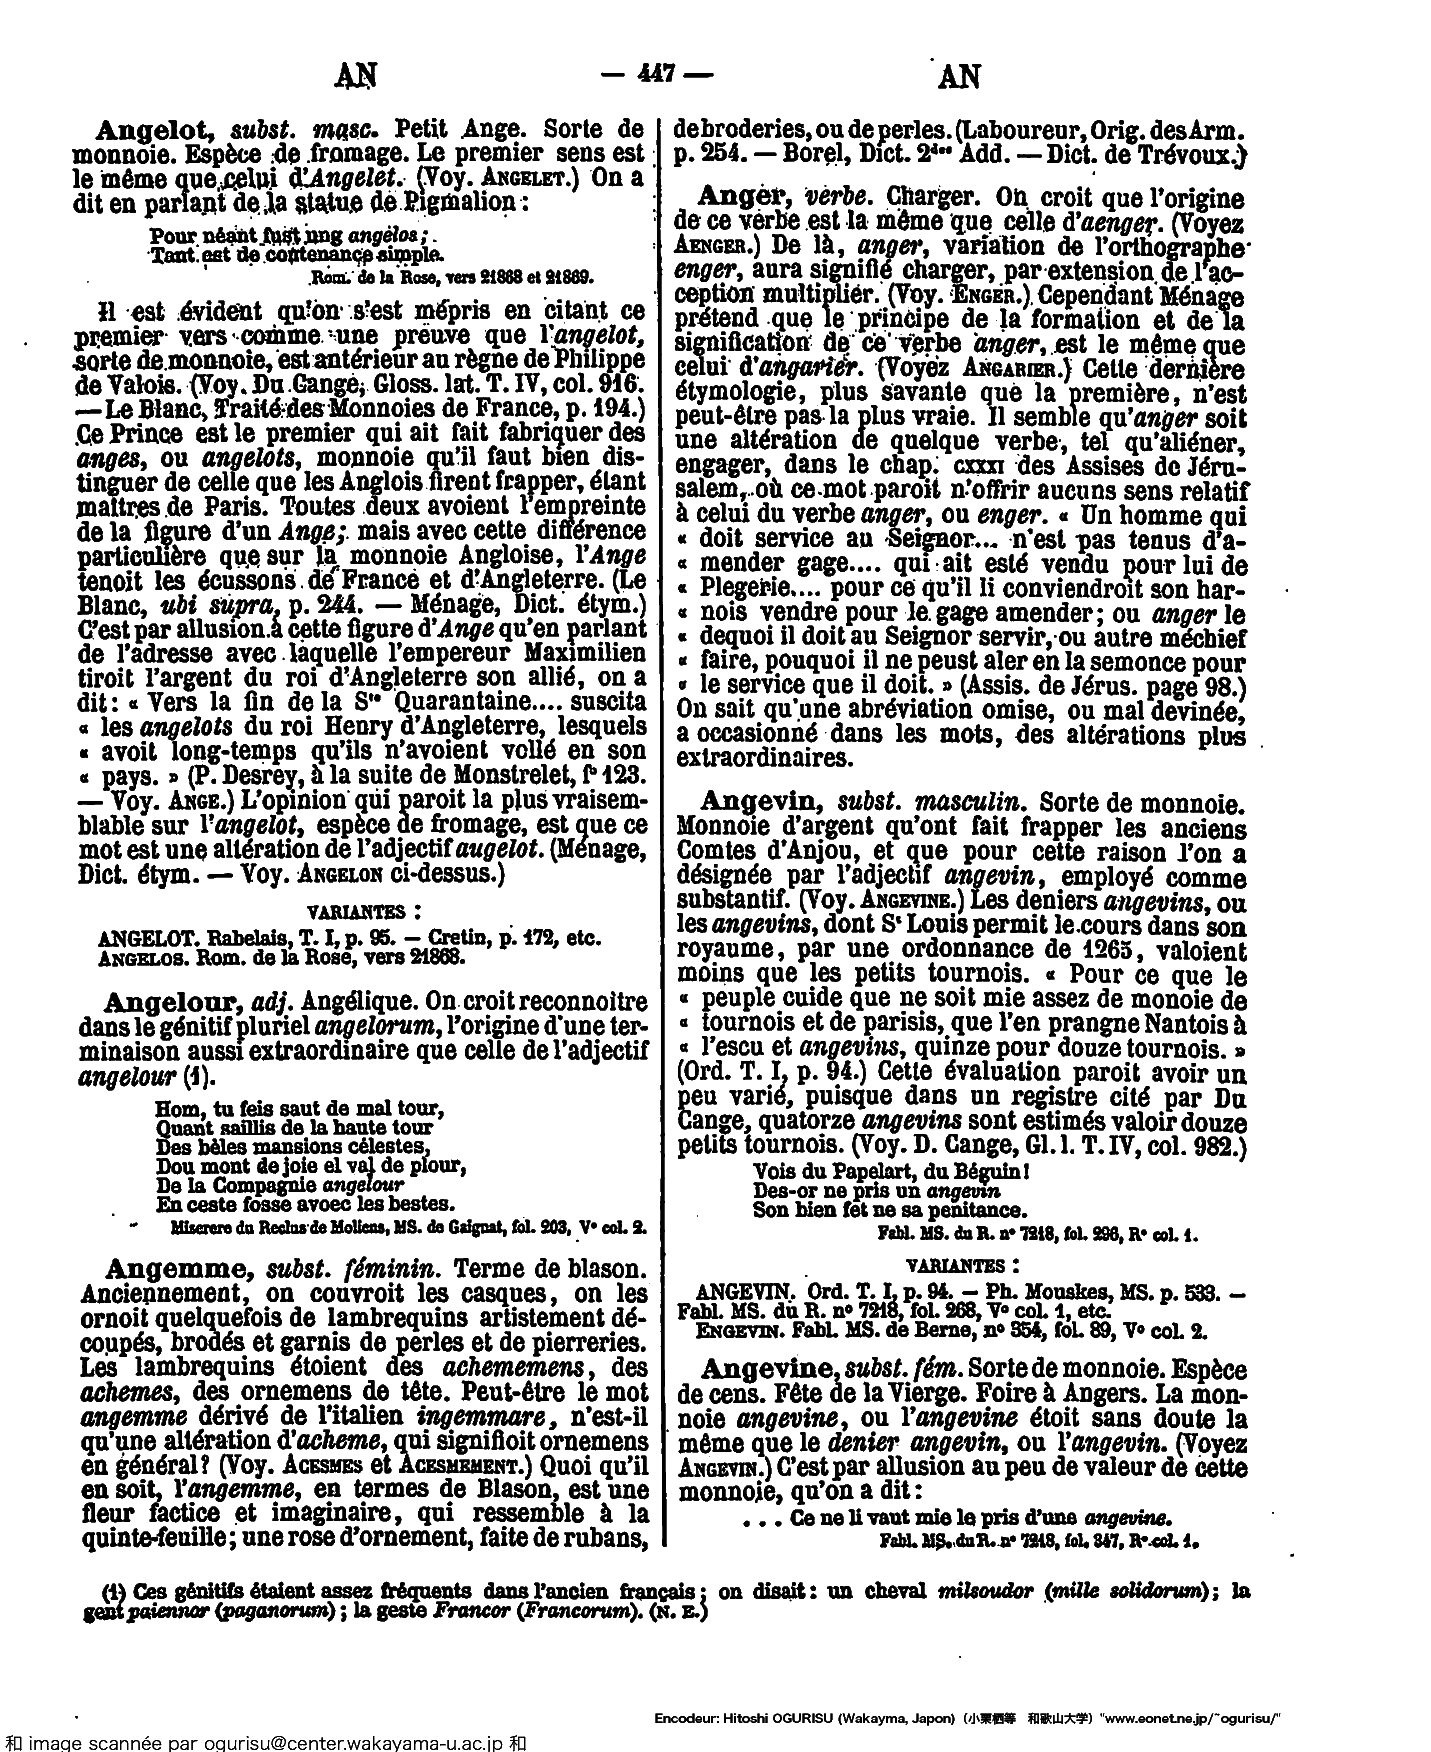 AN
— 447 —
AN
Angelot, subst. masc. Petit Ange. Sorte de
monnoie. Espèce de fromage. Le premier sens est
le même que celui d'Angelet. (Voy. ANGELET.) On a
dit en parlant de la statue de Pigmalion :
Pour néant fust ung angelos ;
Tant est de contenance simple.
Rom. de la Rose, vers 21868 et 21869.
Il est évident qu'on s'est mépris en citant ce
premier vers comme une preuve que l'angelot,
sorte de monnoie, est antérieur au règne de Philippe
de Valois. (Voy. Du Cange, Gloss. lat. T. IV, col. 916.
— Le Blanc, Traité des Monnoies de France, p. 194.)
Ce Prince est le premier qui ait fait fabriquer des
anges, ou angelots, monnoie qu'il faut bien dis-
tinguer de celle que les Anglois firent frapper, étant
maîtres de Paris. Toutes deux avoient l'empreinte
de la figure d'un Ange; mais avec cette différence
particulière que sur la monnoie Angloise, l'Ange
tenoit les écussons de France et d'Angleterre. (Le
Blanc, ubi supra, p. 244. — Ménage, Dict. étym.)
C'est par allusion à cette figure d'Ange qu'en parlant
de l'adresse avec laquelle l'empereur Maximilien
tiroit l'argent du roi d'Angleterre son allié, on a
dit : « Vers la fin de la Ste Quarantaine.... suscita
« les angelots du roi Henry d'Angleterre, lesquels
« avoit long-temps qu'ils n'avoient vollé en son
« pays. » (P. Desrey, à la suite de Monstrelet, f° 123.
— Voy. ANGE.) L'opinion qui paroit la plus vraisem-
blable sur l'angelot, espèce de fromage, est que ce
mot est une altération de l'adjectif augelot. (Ménage,
Dict. étym. — Voy. ANGELON ci-dessus.)
VARIANTES :
ANGELOT. Rabelais, T. I, p. 95. — Cretin, p. 172, etc.
ANGELOS. Rom. de la Rose, vers 21868.
Angelour, adj. Angélique. On croit reconnoitre
dans le génitif pluriel angelorum, l'origine d'une ter-
minaison aussi extraordinaire que celle de l'adjectif
angelour (1).
Hom, tu feis saut de mal tour,
Quant saillis de la haute tour
Des bèles mansions célestes,
Dou mont de joie el val de plour,
De la Compagnie angelour
En ceste fosse avoec les bestes.
Miserere du Reclus de Moliens, MS. de Gaignat, fol. 203, V° col. 2.
Angemme, subst. féminin. Terme de blason.
Anciennement, on couvroit les casques, on les
ornoit quelquefois de lambrequins artistement dé-
coupés, brodés et garnis de perles et de pierreries.
Les lambrequins étoient des achememens, des
achemes, des ornemens de tête. Peut-être le mot
angemme dérivé de l'italien ingemmare, n'est-il
qu'une altération d'acheme, qui signifioit ornemens
en général ? (Voy. ACESMES et ACESMEMENT.) Quoi qu'il
en soit, l'angemme, en termes de Blason, est une
fleur factice et imaginaire, qui ressemble à la
quinte-feuille ; une rose d'ornement, faite de rubans,
de broderies, ou de perles. (Laboureur, Orig. des Arm.
p. 254. — Borel, Dict. 2des Add. — Dict. de Trévoux.)
Anger, verbe. Charger. On croit que l'origine
de ce verbe est la même que celle d'aenger. (Voyez
AENGER.) De là, anger, variation de l'orthographe
enger, aura signifié charger, par extension de l'ac-
ception multiplier. (Voy. ENGER.) Cependant Ménage
prétend que le principe de la formation et de la
signification de ce verbe anger, est le même que
celui d'angarier. (Voyez ANGARIER.) Cette dernière
étymologie, plus savante que la première, n'est
peut-être pas la plus vraie. Il semble qu'anger soit
une altération de quelque verbe, tel qu'aliéner,
engager, dans le chap. CXXXI des Assises de Jéru-
salem, où ce mot paroit n'offrir aucuns sens relatif
à celui du verbe anger, ou enger. « Un homme qui
« doit service au Seignor... n'est pas tenus d'a-
« mender gage.... qui ait esté vendu pour lui de
« Plegerie.... pour ce qu'il li conviendroit son har-
« nois vendre pour le gage amender ; ou anger le
« dequoi il doit au Seignor servir, ou autre méchief
« faire, pouquoi il ne peust aler en la semonce pour
« le service que il doit. » (Assis. de Jérus. page 98.)
On sait qu'une abréviation omise, ou mal devinée,
a occasionné dans les mots, des altérations plus
extraordinaires.
Angevin, subst. masculin. Sorte de monnoie.
Monnoie d'argent qu'ont fait frapper les anciens
Comtes d'Anjou, et que pour cette raison l'on a
désignée par l'adjectif angevin, employé comme
substantif. (Voy. ANGEVINE.) Les deniers angevins, ou
les angevins, dont St Louis permit le cours dans son
royaume, par une ordonnance de 1265, valoient
moins que les petits tournois. « Pour ce que le
« peuple cuide que ne soit mie assez de monoie de
« tournois et de parisis, que l'en prangne Nantois à
« l'escu et angevins, quinze pour douze tournois. »
(Ord. T. I, p. 94.) Cette évaluation paroit avoir un
peu varié, puisque dans un registre cité par Du
Cange, quatorze angevins sont estimés valoir douze
petits tournois. (Voy. D. Cange, Gl. l. T. IV, col. 982.)
Vois du Papelart, du Béguin !
Des-or ne pris un angevin
Son bien fet ne sa penitance.
Fabl. MS. du R. n° 7218, fol. 296, R° col. 1.
VARIANTES :
ANGEVIN. Ord. T. I, p. 94. — Ph. Mouskes, MS. p. 533. —
Fabl. MS. du R. n° 7218, fol. 268, V° col. 1, etc.
ENGEVIN. Fabl. MS. de Berne, n° 354, fol. 89, V° col. 2.
Angevine, subst. fém. Sorte de monnoie. Espèce
de cens. Fête de la Vierge. Foire à Angers. La mon-
noie angevine, ou l'angevine étoit sans doute la
même que le denier angevin, ou l'angevin. (Voyez
ANGEVIN.) C'est par allusion au peu de valeur de cette
monnoie, qu'on a dit :
... Ce ne li vaut mie le pris d'une angevine.
Fabl. MS. du R. n° 7218, fol. 347, R° col. 1.
(1) Ces génitifs étaient assez fréquents dans l'ancien français ; on disait : un cheval milsoudor (mille solidorum) ; la
gent paiennor (paganorum) ; la geste Francor (Francorum). (N. E.)
Encodeur: Hitoshi OGURISU (Wakayma, Japon) (小栗栖等 和歌山大学) "www.eonet.ne.jp/~ogurisu/"
和 image scannée par ogurisu@center.wakayama-u.ac.jp 和